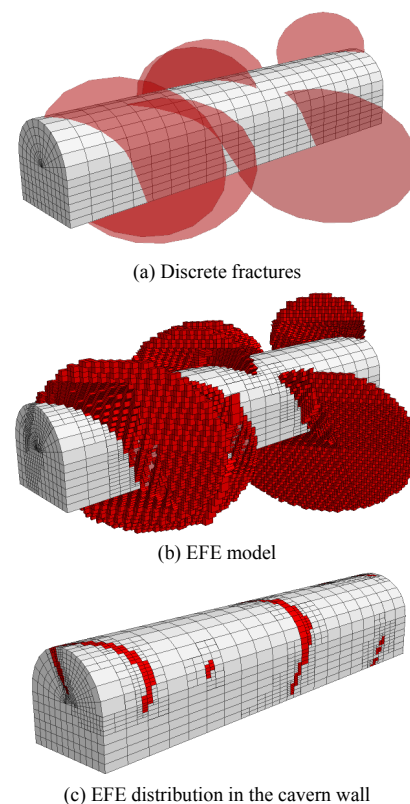 (a) Discrete fractures
(b) EFE model
(c) EFE distribution in the cavern wall